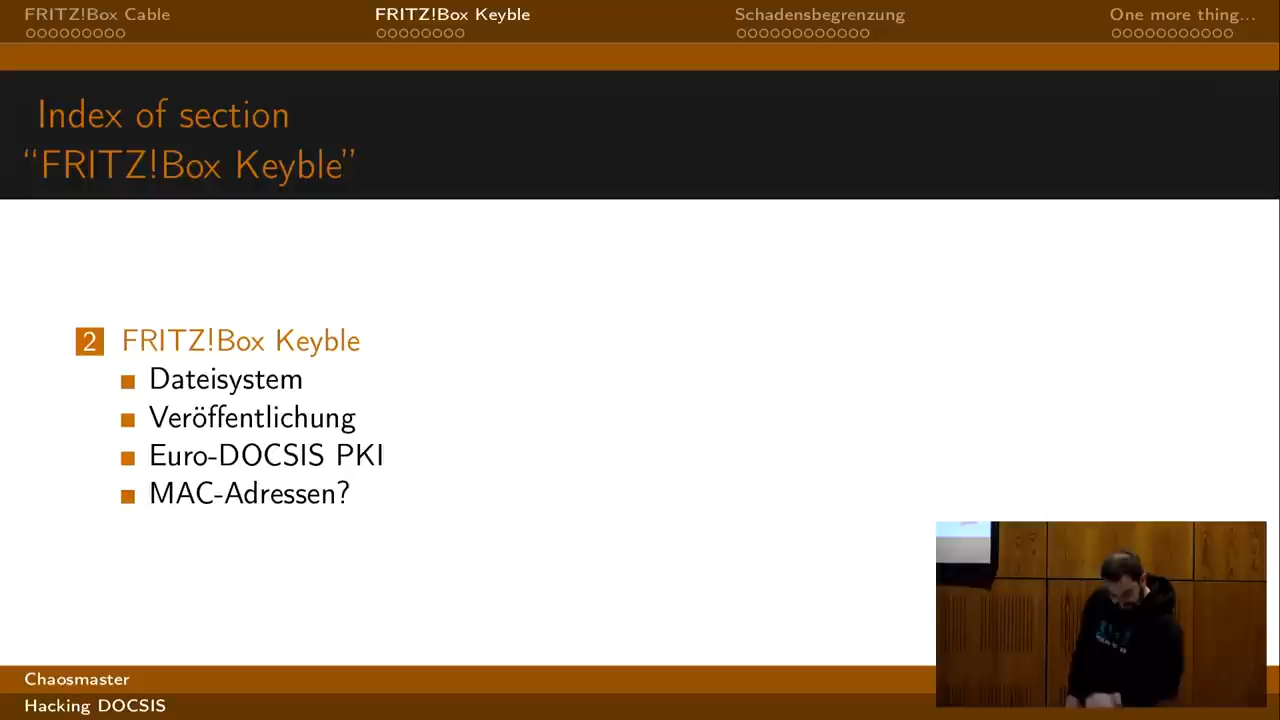 FRITZ!Box Cable
FRITZ!Box Keyble
Schadensbegrenzung
One more thing...
Index of section
“FRITZ!Box Keyble”
2 FRITZ!Box Keyble
Dateisystem
Veröffentlichung
Euro-DOCSIS PKI
MAC-Adressen?
Chaosmaster
Hacking DOCSIS